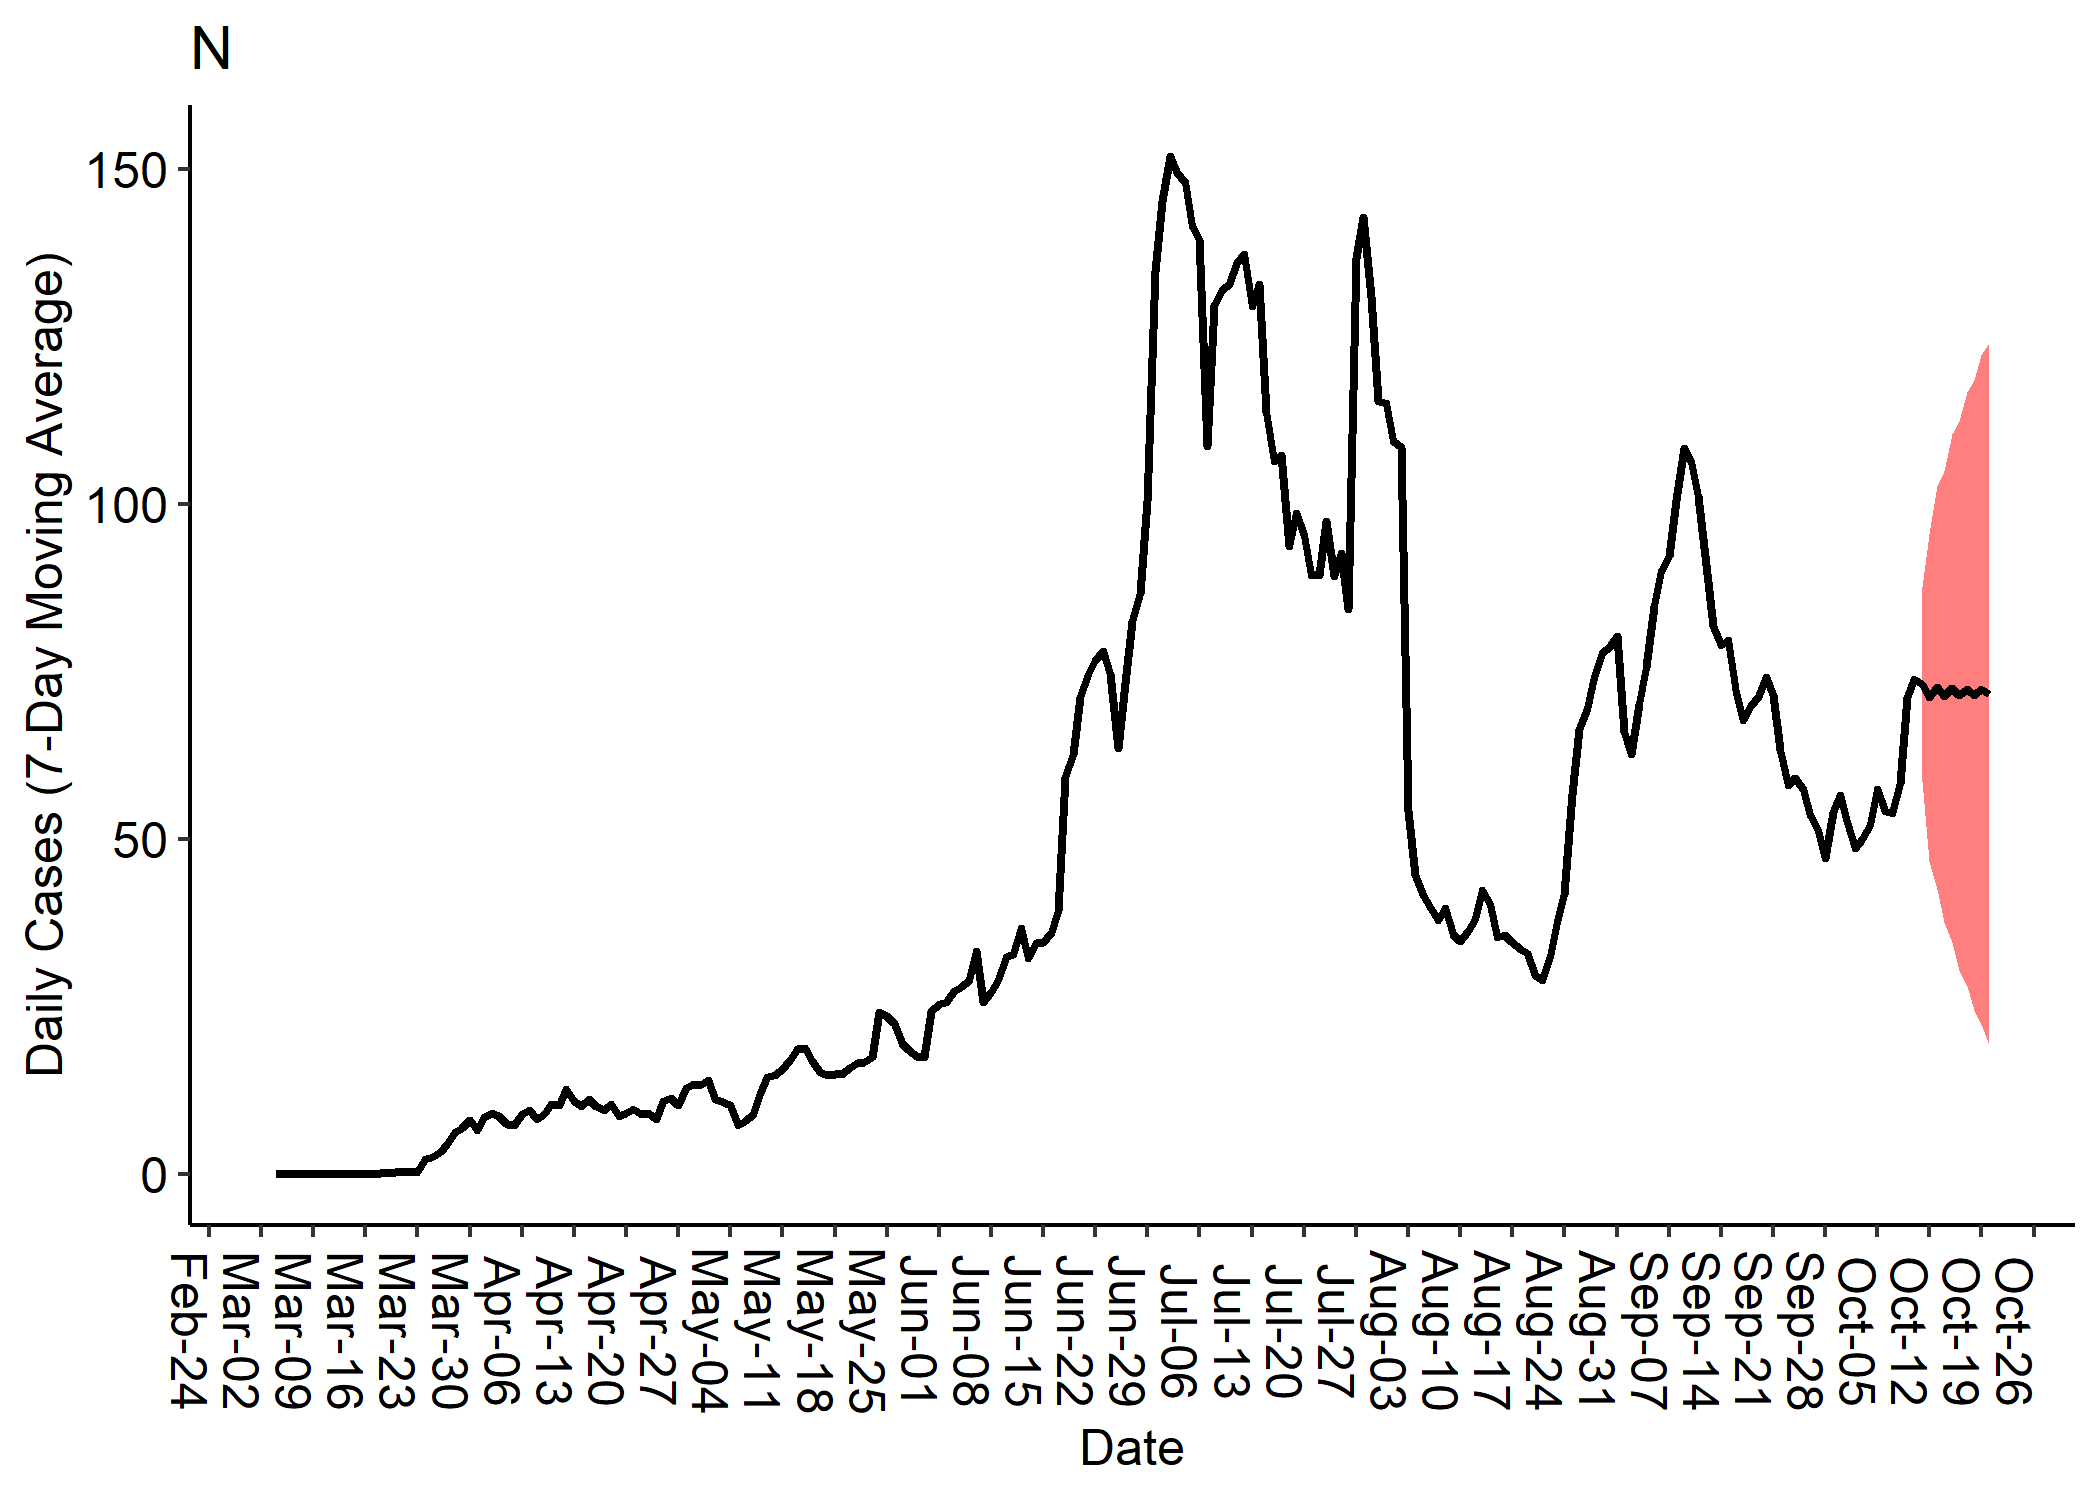 N
Daily Cases (7-Day Moving Average)
150
100
50
0
Feb-24
Mar-02
Mar-09
Mar-16
Mar-23
Mar-30
Apr-06
Apr-13
Apr-20
Apr-27
May-04
May-11
May-18
May-25
Jun-01
Jun-08
Jun-15
Jun-22
Jun-29
Jul-06
Jul-13
Jul-20
Jul-27
Aug-03
Aug-10
Aug-17
Aug-24
Aug-31
Sep-07
Sep-14
Sep-21
Sep-28
Oct-05
Oct-12
Oct-19
Oct-26
Date